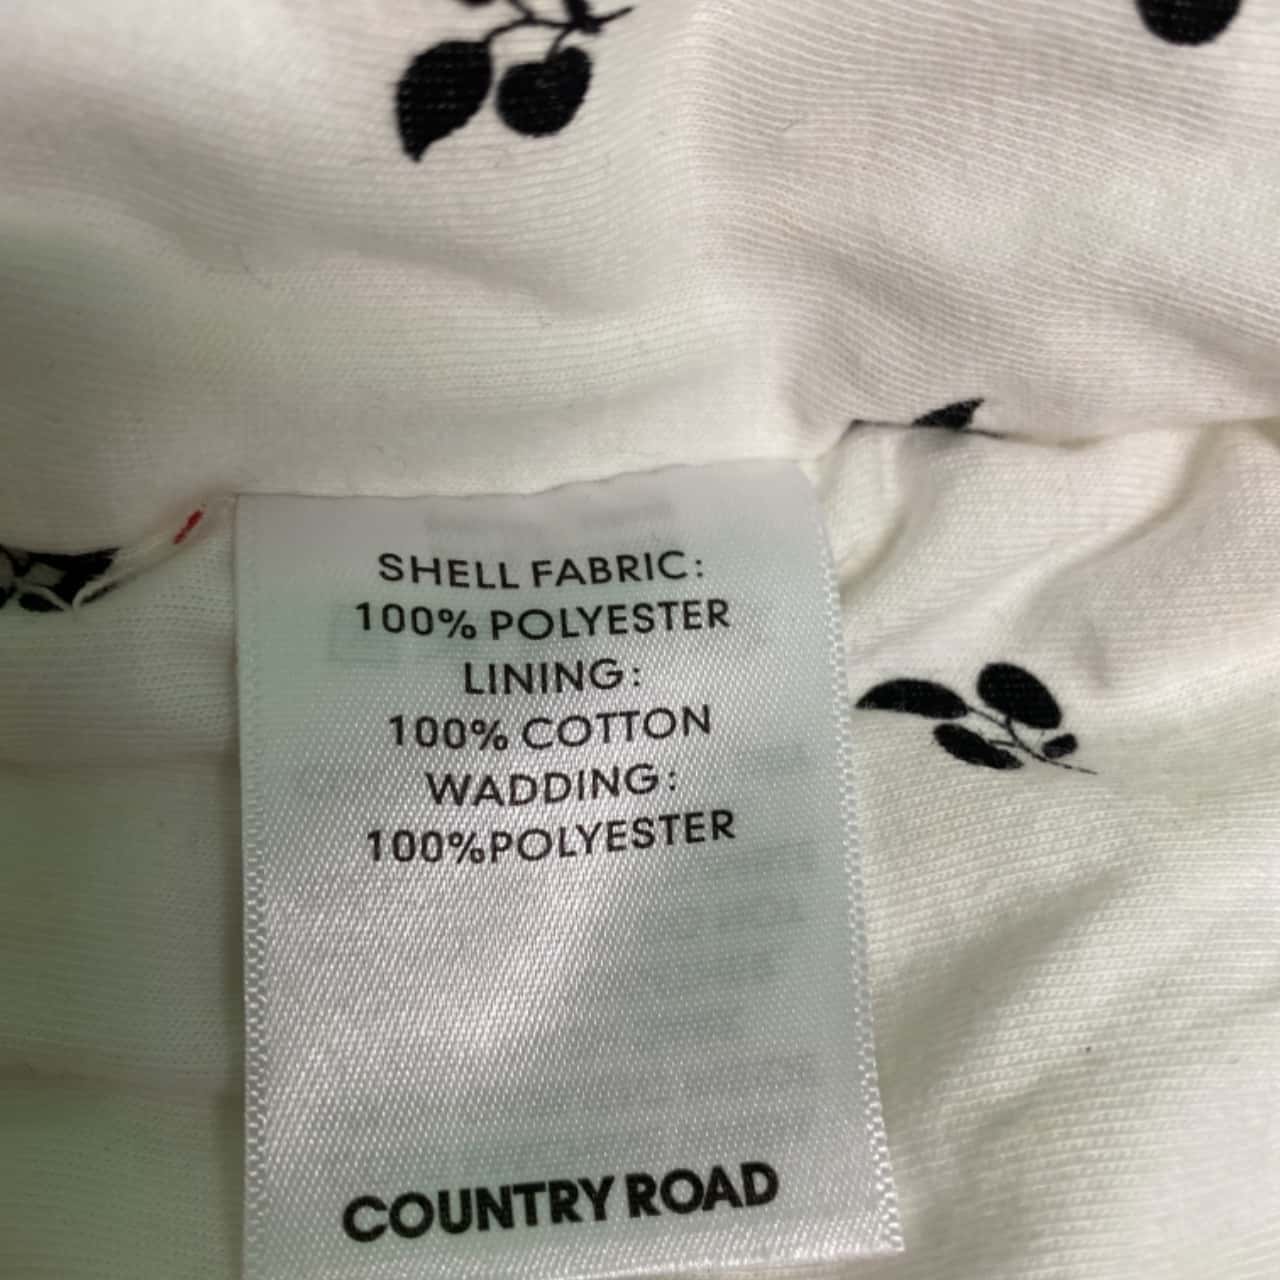 SHELL FABRIC:
100% POLYESTER
LINING:
100% COTTON
WADDING:
100%POLYESTER
COUNTRY ROAD